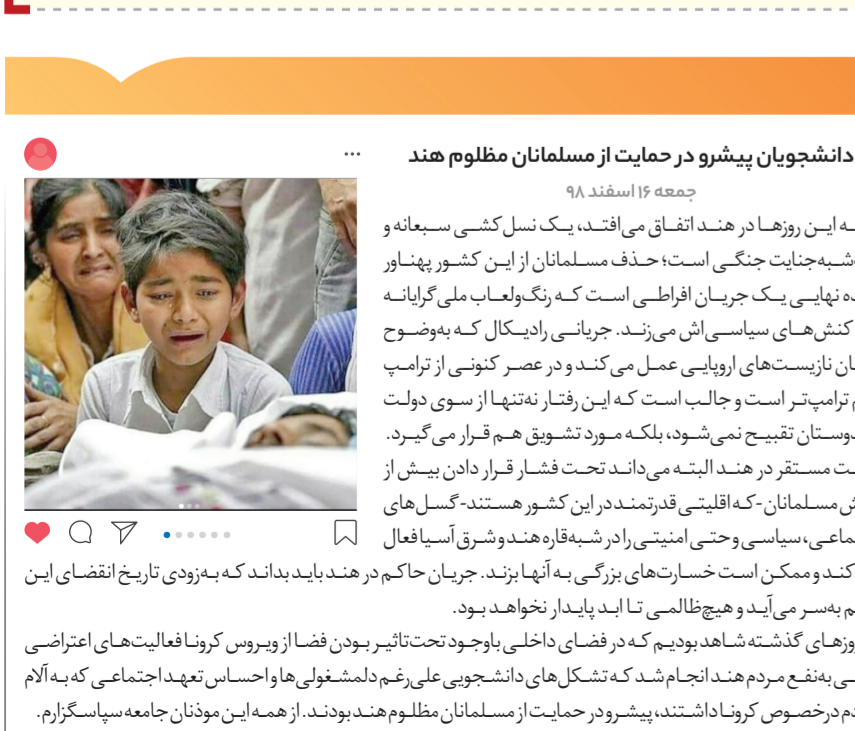 دانشجویان پیشرو در حمایت از مسلمانان مظلوم هند
جمعه ۱۶ اسفند ۹۸
این روزها در هند اتفاق می‌افتد، یک نسل‌کشی سبعانه و
شبه‌جنایت جنگی است؛ حذف مسلمانان از این کشور پهناور
نهایی یک جریان افراطی است که رنگ‌ولعاب ملی‌گرایانه
کنش‌های سیاسی‌اش می‌زند. جریانی رادیکال که به‌وضوح
نازیست‌های اروپایی عمل می‌کند و در عصر کنونی از ترامپ
ترامپ‌تر است و جالب است که این رفتار نه‌تنها از سوی دولت
تقبیح نمی‌شود، بلکه مورد تشویق هم قرار می‌گیرد.
مستقر در هند البته می‌داند تحت فشار قرار دادن بیش از
مسلمانان -که اقلیتی قدرتمند در این کشور هستند- گسل‌های
سیاسی و حتی امنیتی را در شبه‌قاره هند و شرق آسیا فعال
کند و ممکن است خسارت‌های بزرگی به آنها بزند. جریان حاکم در هند باید بداند که به‌زودی تاریخ انقضای این
به‌سر می‌آید و هیچ ظالمی تا ابد پایدار نخواهد بود.
گذشته شاهد بودیم که در فضای داخلی باوجود تحت‌تاثیر بودن فضا از ویروس کرونا فعالیت‌های اعتراضی
به‌نفع مردم هند انجام شد که تشکل‌های دانشجویی علی‌رغم دلمشغولی‌ها و احساس تعهد اجتماعی که به آلام
درخصوص کرونا داشتند، پیشرو در حمایت از مسلمانان مظلوم هند بودند. از همه این موذنان جامعه سپاسگزارم.